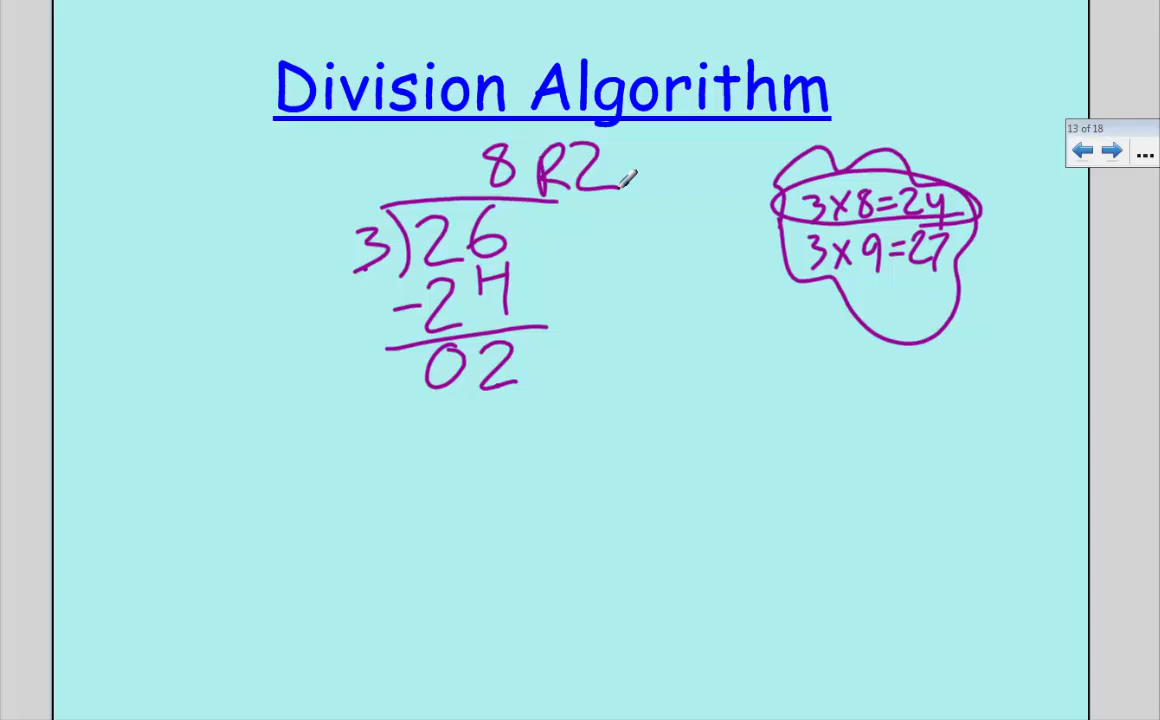 Division Algorithm
13 of 18
8 R2
3)26
-24
02
3x8=24
3x9=27
...